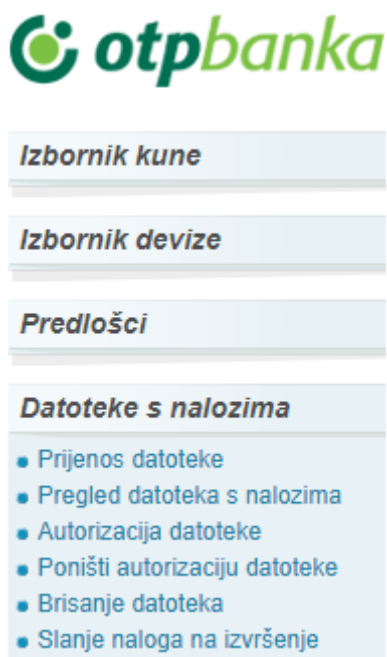 otpbanka
Izbornik kune
Izbornik devize
Predlošci
Datoteke s nalozima
Prijenos datoteke
Pregled datoteka s nalozima
Autorizacija datoteke
Poništi autorizaciju datoteke
Brisanje datoteka
Slanje naloga na izvršenje